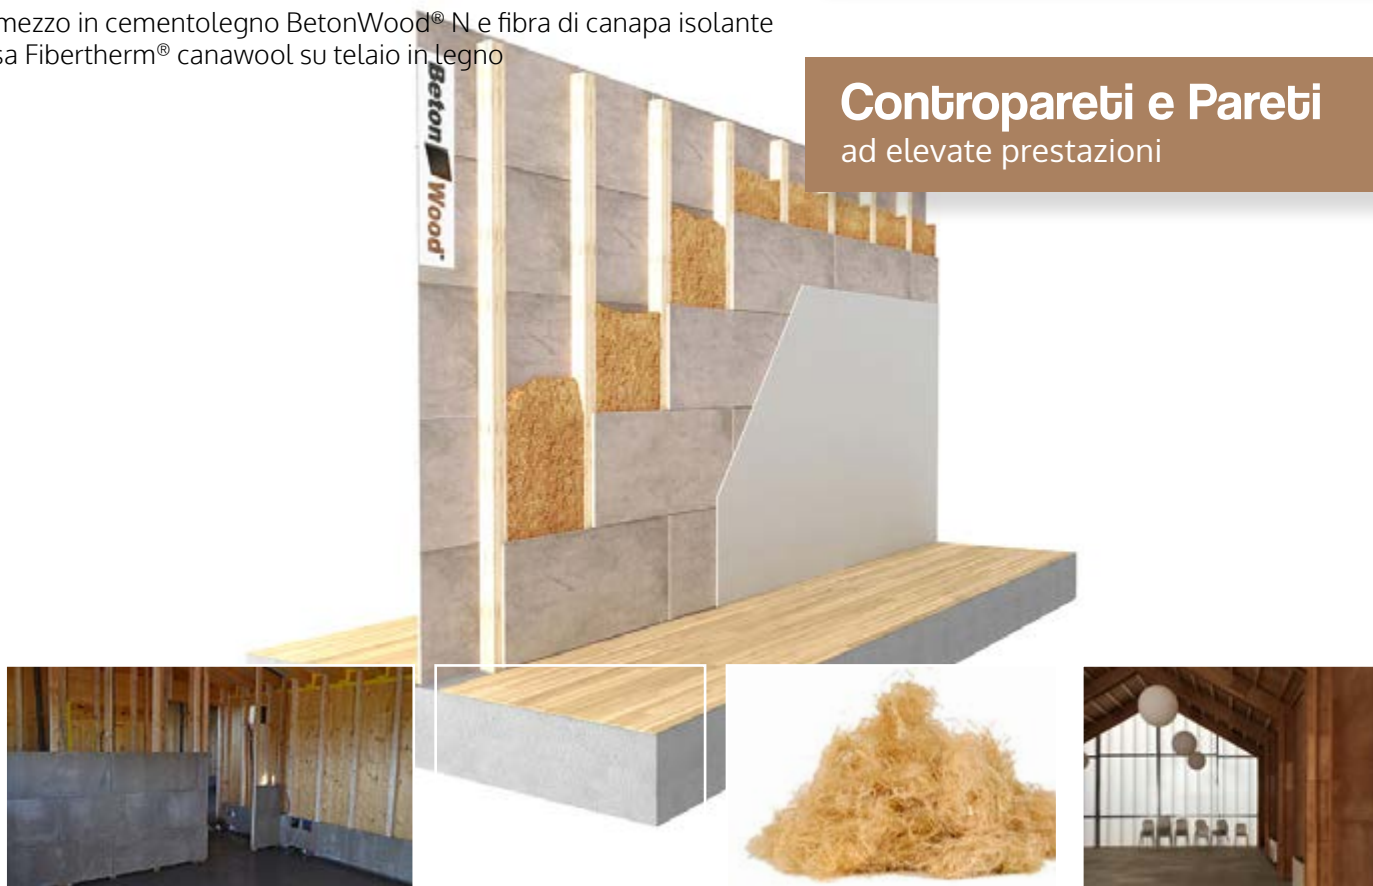 mezzo in cementolegno BetonWood® N e fibra di canapa isolante
sa Fibertherm® canawool su telaio in legno
Contropareti e Pareti
ad elevate prestazioni
Beton Wood®